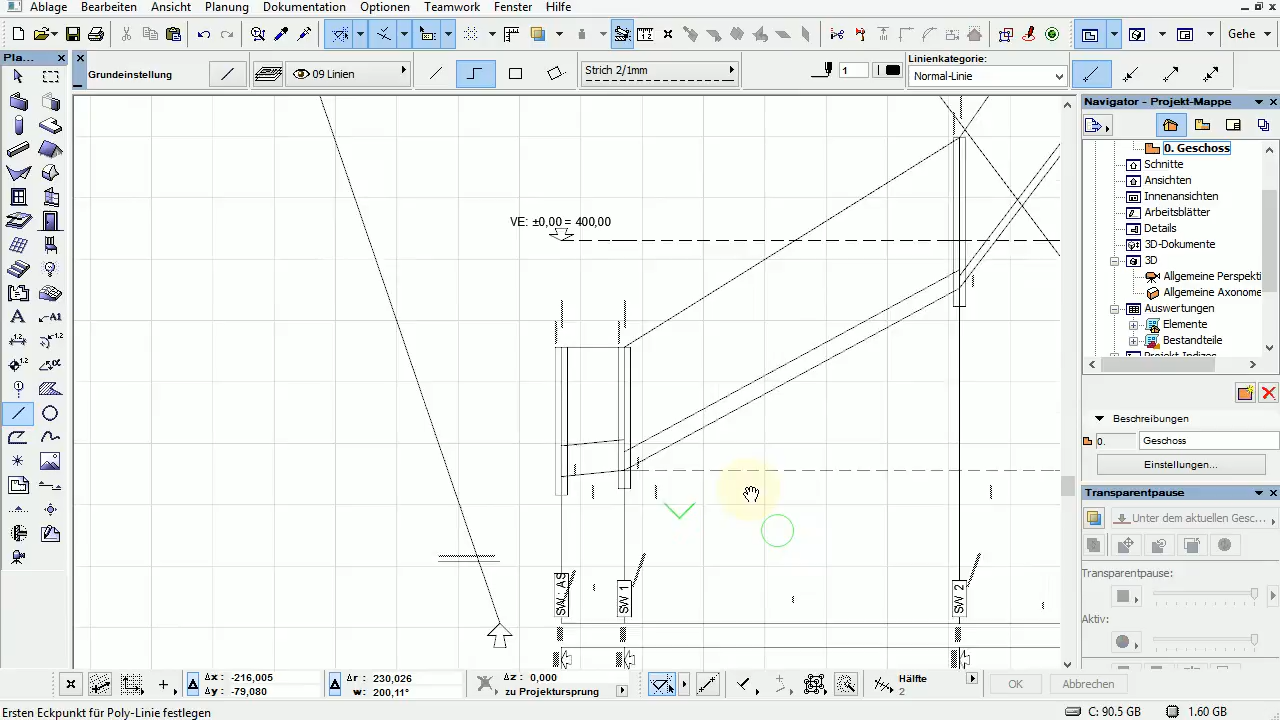 Ablage Bearbeiten Ansicht Planung Dokumentation Optionen Teamwork Fenster Hilfe
Gehe
Pla...
Grundeinstellung
09 Linien
Strich 2/1mm
1
Linienkategorie:
Normal-Linie
Navigator - Projekt-Mappe
0. Geschoss
Schnitte
Ansichten
Innenansichten
Arbeitsblätter
Details
3D-Dokumente
3D
Allgemeine Perspekti
Allgemeine Axonome
Auswertungen
Elemente
Bestandteile
Beschreibungen
0. Geschoss
Einstellungen...
Transparentpause
Unter dem aktuellen Gesc...
Transparentpause:
Aktiv:
OK Abbrechen
VE: ±0,00 = 400,00
SW : AS
SW 1
SW 2
Δx: -216,005
Δy: -79,080
Δr: 230,029
w: 200,11°
Δz: 0,000
zu Projektursprung
Hälfte
2
Ersten Eckpunkt für Poly-Linie festlegen
C: 90.5 GB
1.60 GB